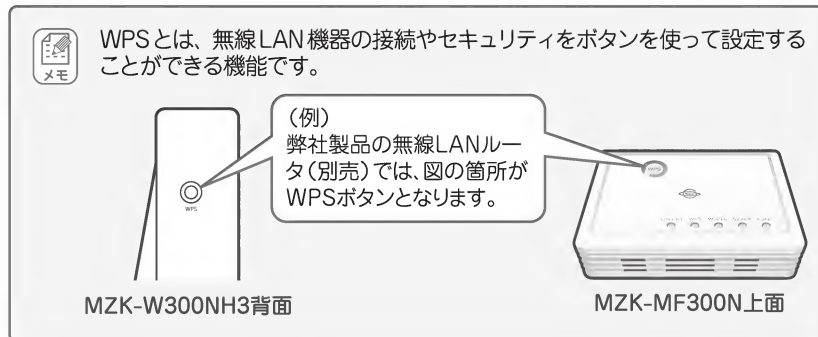 メモ
WPSとは、無線LAN機器の接続やセキュリティをボタンを使って設定する
ことができる機能です。
(例)
弊社製品の無線LANルー
タ(別売)では、図の箇所が
WPSボタンとなります。
WPS
WPS
MZK-W300NH3背面
MZK-MF300N上面